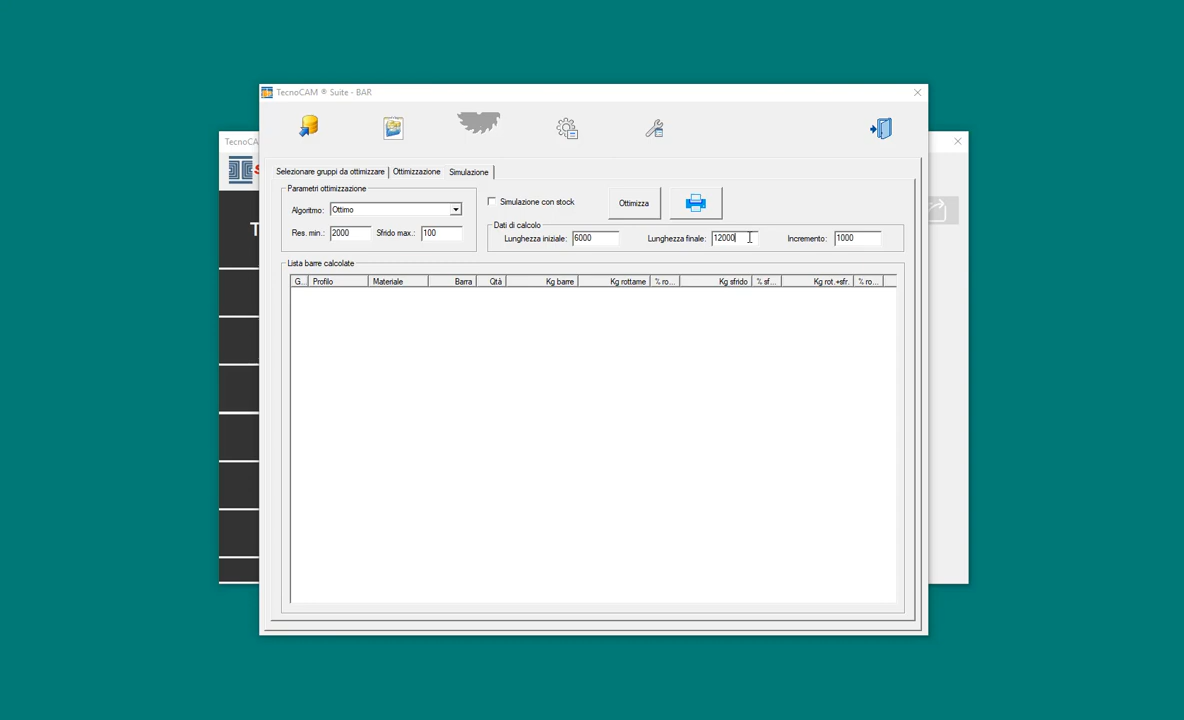 TecnoCAM ® Suite - BAR
TecnoCA
Selezionare gruppi da ottimizzare Ottimizzazione Simulazione
Parametri ottimizzazione
Algoritmo: Ottimo
Res. min.: 2000 Sfrido max.: 100
Simulazione con stock
Ottimizza
Dati di calcolo
Lunghezza iniziale: 6000 Lunghezza finale: 12000 Incremento: 1000
Lista barre calcolate
G... Profilo Materiale Barra Qtà Kg barre Kg rottame % ro... Kg sfrido % sf... Kg rot.+sfr. % ro...
T